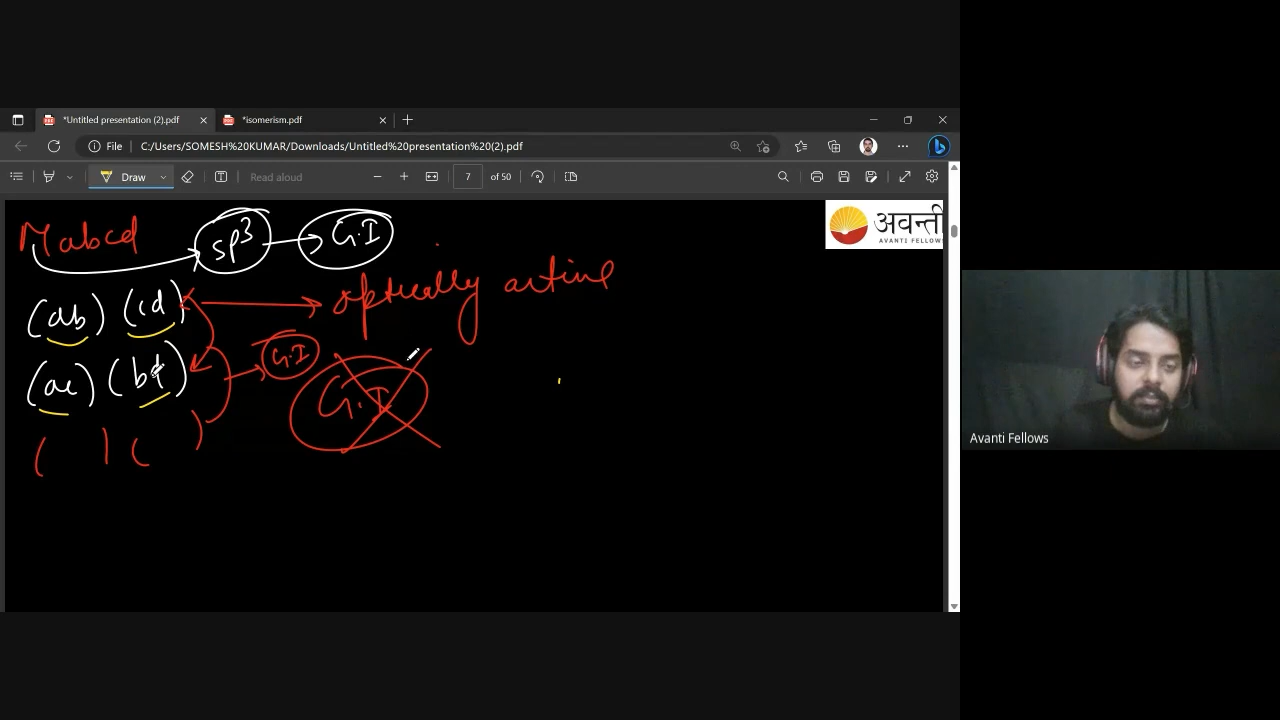 *Untitled presentation (2).pdf
*isomerism.pdf
File
C:/Users/SOMESH%20KUMAR/Downloads/Untitled%20presentation%20(2).pdf
Draw
Read aloud
7 of 50
Mabcd sp³ → G.I
अवन्ती
AVANTI FELLOWS
(ab) (cd) → optically active
(ac) (bd) → G.I
G.I
( ) ( )
Avanti Fellows